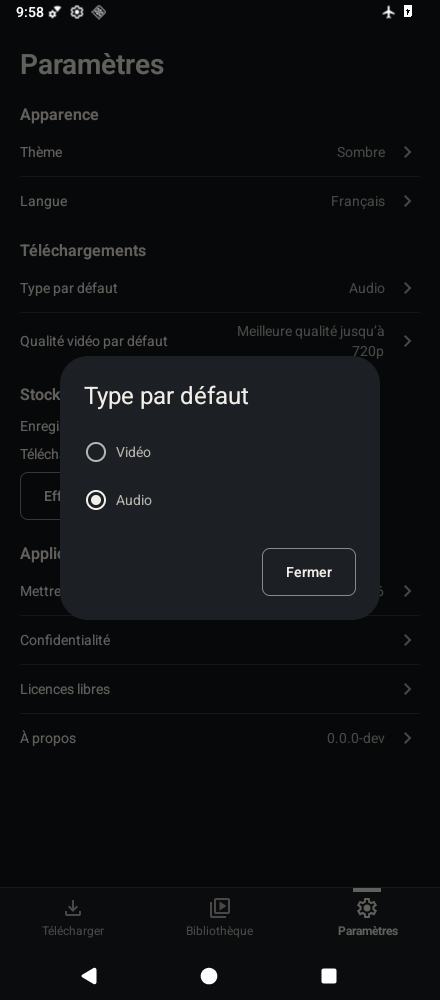 9:58
Paramètres
Apparence
Thème
Sombre
Langue
Français
Téléchargements
Type par défaut
Audio
Qualité vidéo par défaut
Meilleure qualité jusqu'à
720p
Type par défaut
Vidéo
Audio
Fermer
Confidentialité
Licences libres
À propos
0.0.0-dev
Télécharger
Bibliothèque
Paramètres